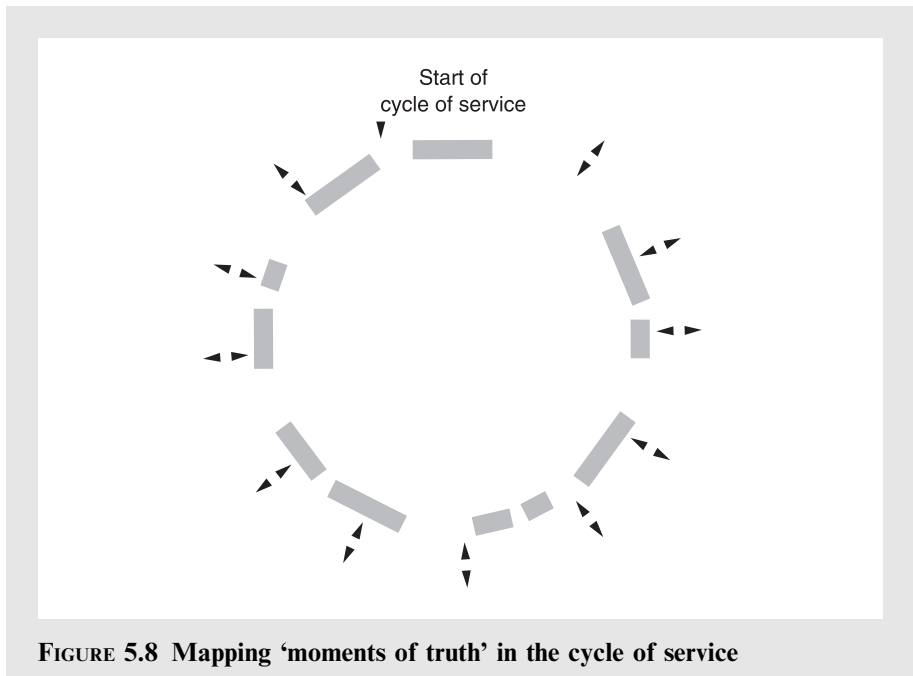 Start of
cycle of service
FIGURE 5.8 Mapping ‘moments of truth’ in the cycle of service